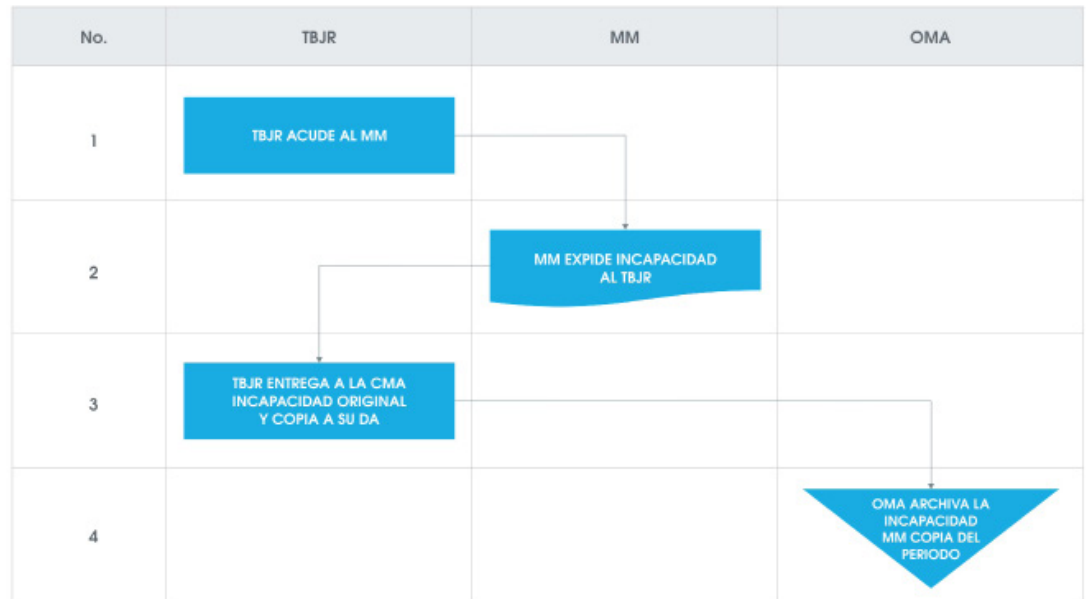 No. TBJR MM OMA
1
TBJR ACUDE AL MM
2
MM EXPIDE INCAPACIDAD
AL TBJR
3
TBJR ENTREGA A LA CMA
INCAPACIDAD ORIGINAL
Y COPIA A SU DA
4
OMA ARCHIVA LA
INCAPACIDAD
MM COPIA DEL
PERIODO